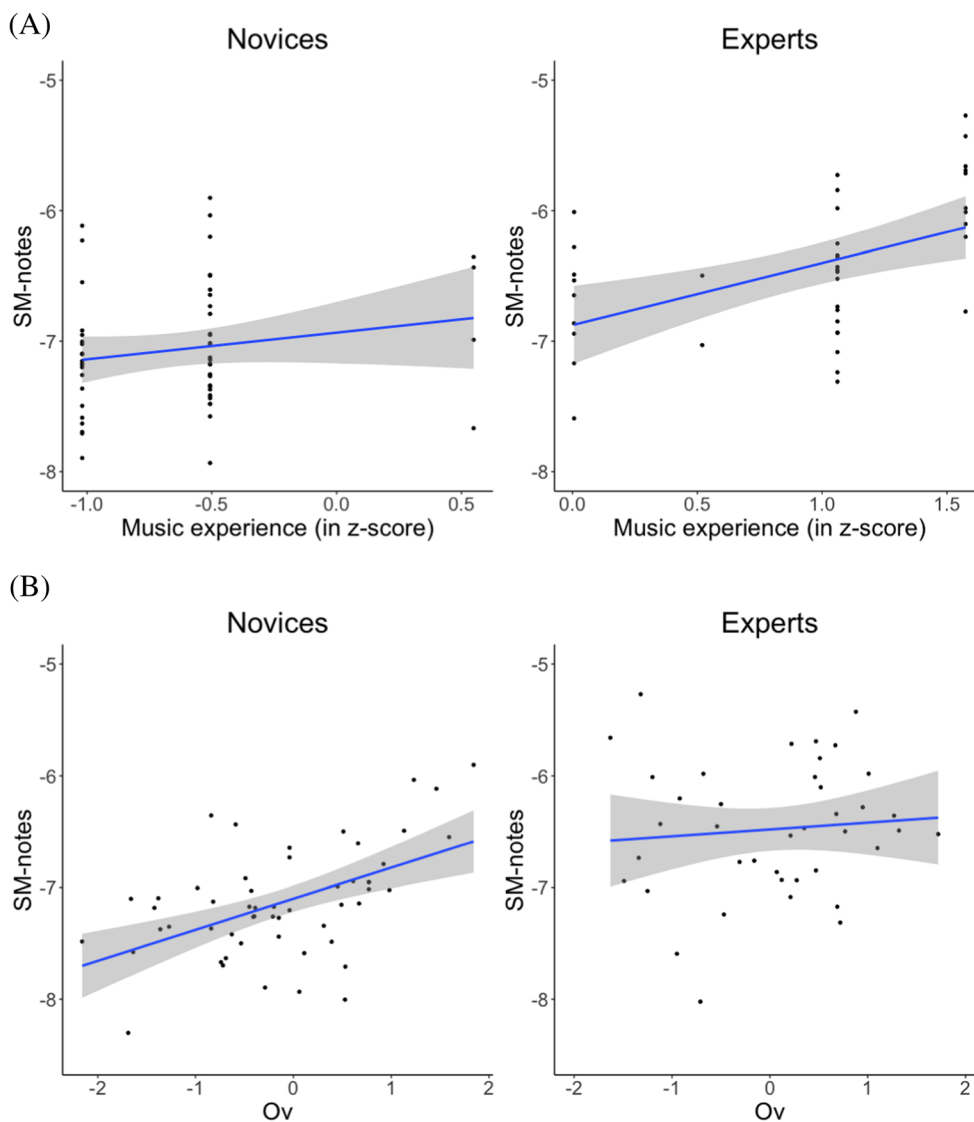 (A)
Novices
Experts
-5
-6
-7
-8
SM-notes
-1.0 -0.5 0.0 0.5
Music experience (in z-score)
-5
-6
-7
-8
SM-notes
0.0 0.5 1.0 1.5
Music experience (in z-score)
(B)
Novices
Experts
-5
-6
-7
-8
SM-notes
-2 -1 0 1 2
Ov
-5
-6
-7
-8
SM-notes
-2 -1 0 1 2
Ov